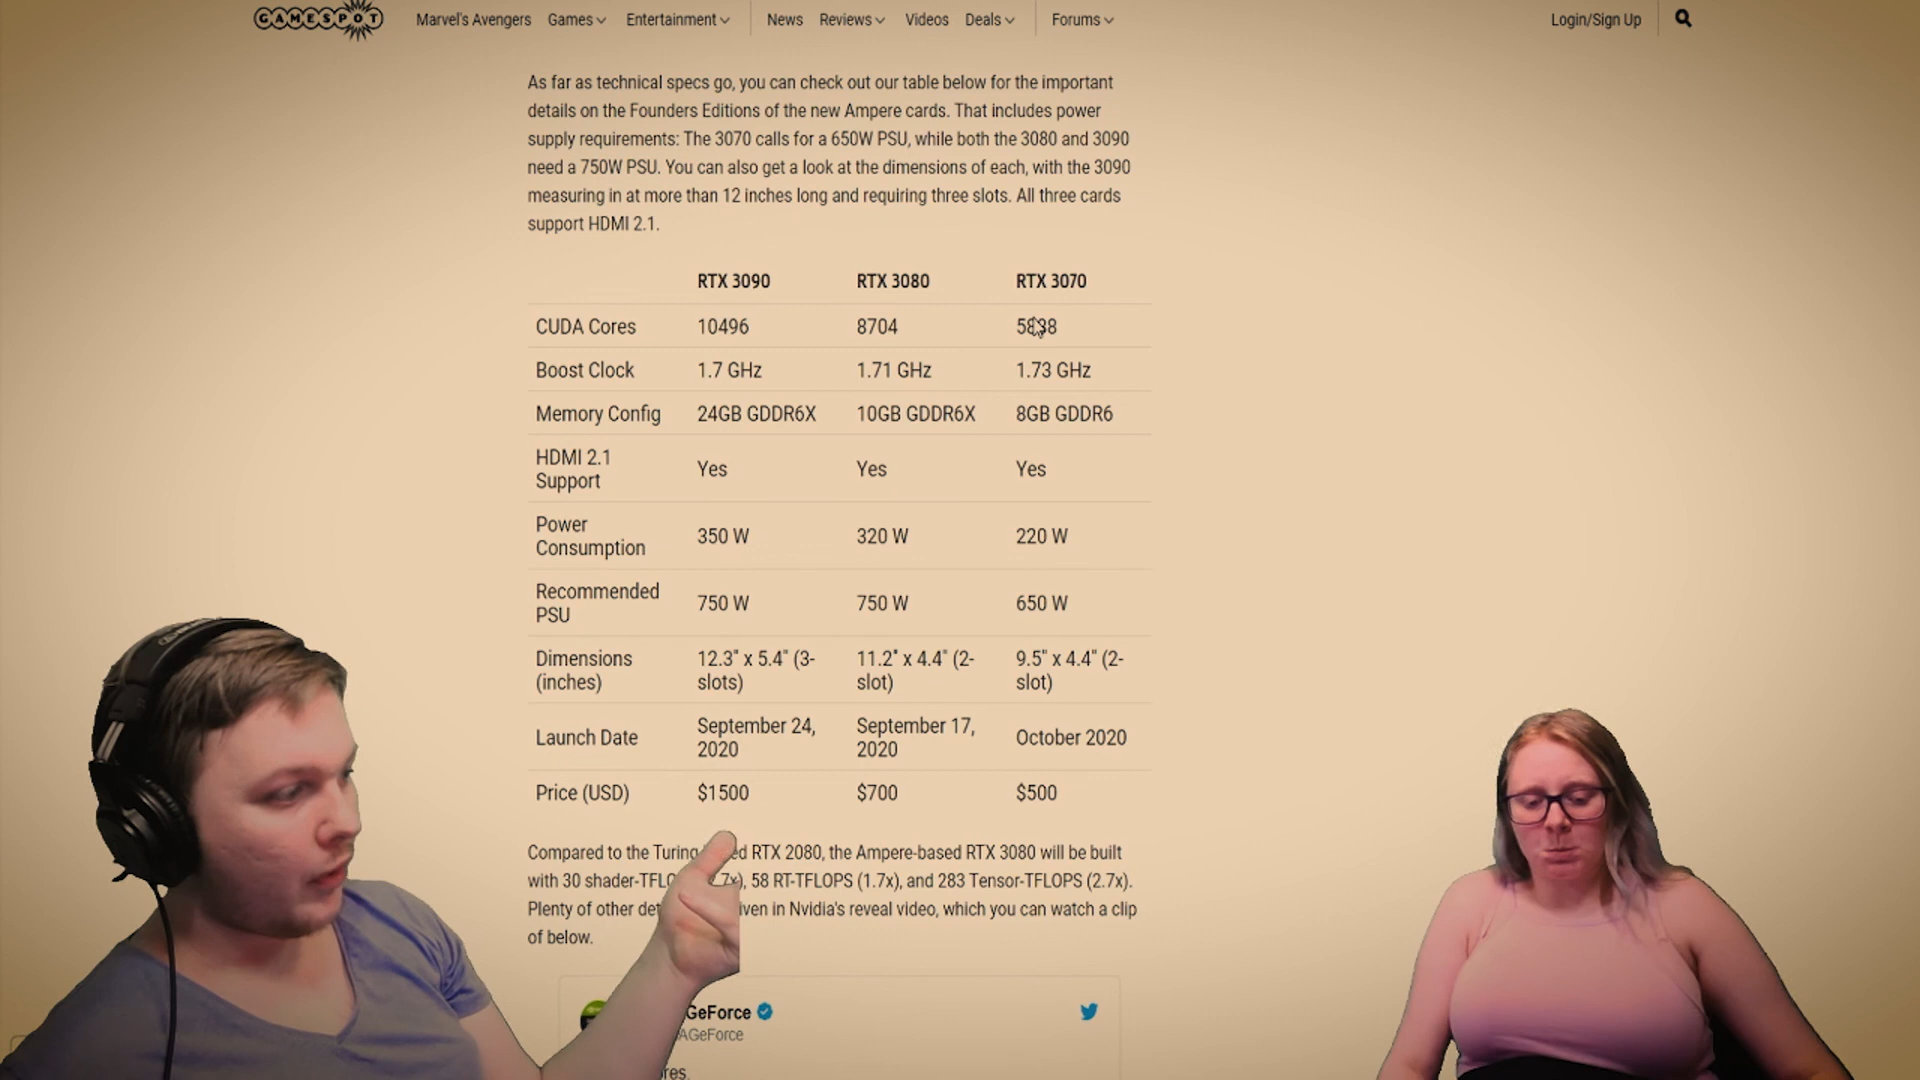 GAMESPOT Marvel's Avengers Games Entertainment News Reviews Videos Deals Forums Login/Sign Up
As far as technical specs go, you can check out our table below for the important
details on the Founders Editions of the new Ampere cards. That includes power
supply requirements: The 3070 calls for a 650W PSU, while both the 3080 and 3090
need a 750W PSU. You can also get a look at the dimensions of each, with the 3090
measuring in at more than 12 inches long and requiring three slots. All three cards
support HDMI 2.1.
RTX 3090 RTX 3080 RTX 3070
CUDA Cores 10496 8704
Boost Clock 1.7 GHz 1.71 GHz 1.73 GHz
Memory Config 24GB GDDR6X 10GB GDDR6X 8GB GDDR6
HDMI 2.1
Support Yes Yes Yes
Power
Consumption 350 W 320 W 220 W
Recommended
PSU 750 W 750 W 650 W
Dimensions 12.3" x 5.4" (3- 11.2" x 4.4" (2- 9.5" x 4.4" (2-
(inches) slots) slot) slot)
Launch Date September 24, 2020 September 17, 2020 October 2020
Price (USD) $1500 $700 $500
Compared to the Turing RTX 2080, the Ampere-based RTX 3080 will be built
with 30 58 RT-TFLOPS (1.7x), and 283 Tensor-TFLOPS (2.7x).
Plenty of other in Nvidia's reveal video, which you can watch a clip
of below.
GeForce